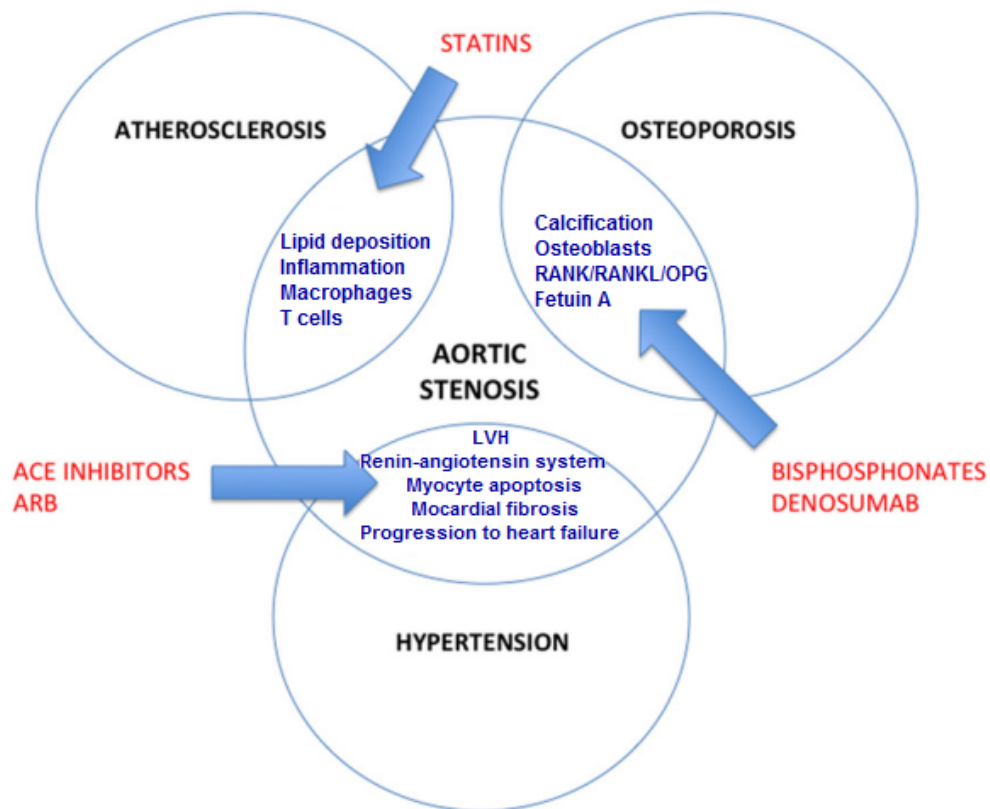 STATINS
ATHEROSCLEROSIS
OSTEOPOROSIS
Lipid deposition
Inflammation
Macrophages
T cells
Calcification
Osteoblasts
RANK/RANKL/OPG
Fetuin A
AORTIC
STENOSIS
LVH
Renin-angiotensin system
Myocyte apoptosis
Mocardial fibrosis
Progression to heart failure
ACE INHIBITORS
ARB
BISPHOSPHONATES
DENOSUMAB
HYPERTENSION